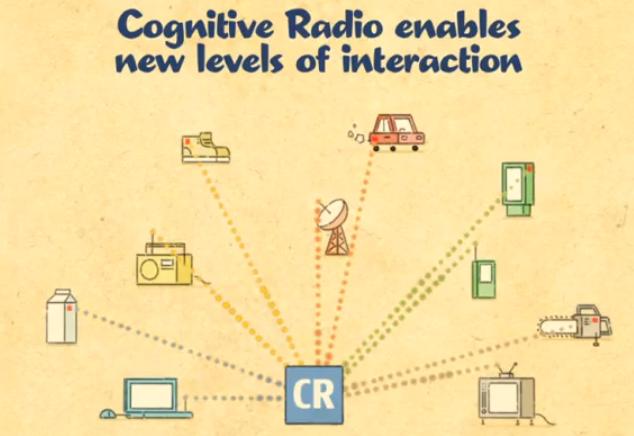 Cognitive Radio enables
new levels of interaction
CR